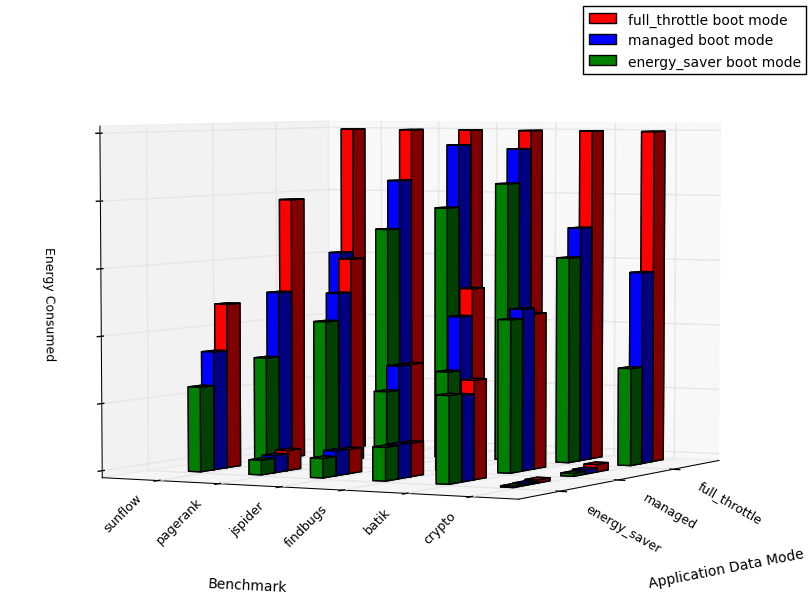 full_throttle boot mode
managed boot mode
energy_saver boot mode
Energy Consumed
sunflow
pagerank
jspider
findbugs
batik
crypto
Benchmark
energy_saver
managed
full_throttle
Application Data Mode